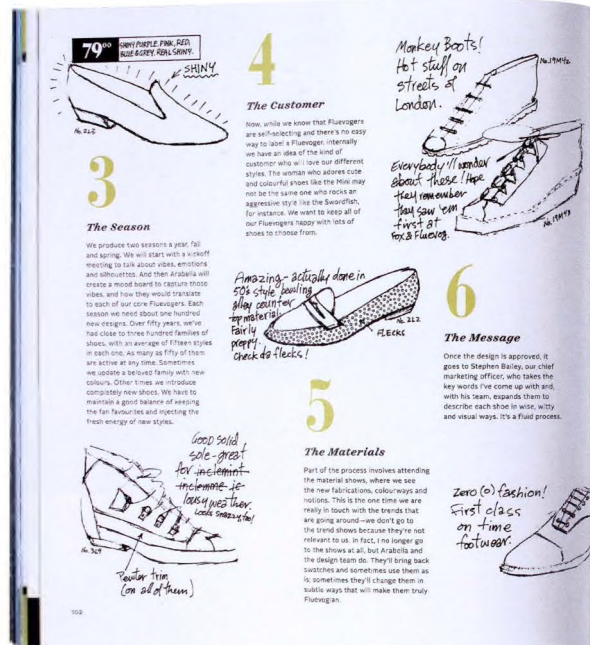 79⁰⁰
SHINY PURPLE, PINK, RED,
BLUE & GREY, REAL SHINY.
SHINY
No. 223
3
The Season
We produce two seasons a year, fall
and spring. We will start with a kickoff
meeting to talk about vibes, emotions
and silhouettes. And then Arabella will
create a mood board to capture those
vibes, and how they would translate
to each of our core Fluevogers. Each
season we need about one hundred
new designs. Over fifty years, we've
had close to three hundred families of
shoes, with an average of fifteen styles
in each one. As many as fifty of them
are active at any time. Sometimes
we update a beloved family with new
colours. Other times we introduce
completely new shoes. We have to
maintain a good balance of keeping
the fan favourites and injecting the
fresh energy of new styles.
GOOD solid
sole-great
for inclemint
inclemme ie
lousy weather.
Looks snazzy, too!
No. 369
Pewter trim
(on all of them)
102
4
The Customer
Now, while we know that Fluevogers
are self-selecting and there's no easy
way to label a Fluevoger, internally
we have an idea of the kind of
customer who will love our different
styles. The woman who adores cute
and colourful shoes like the Mini may
not be the same one who rocks an
aggressive style like the Swordfish,
for instance. We want to keep all of
our Fluevogers happy with lots of
shoes to choose from.
Amazing - actually done in
50's style bowling
alley counter
top material.
Fairly
preppy.
Check da flecks!
No. 212
FLECKS
5
The Materials
Part of the process involves attending
the material shows, where we see
the new fabrications, colourways and
notions. This is the one time we are
really in touch with the trends that
are going around—we don't go to
the trend shows because they're not
relevant to us. In fact, I no longer go
to the shows at all, but Arabella and
the design team do. They'll bring back
swatches and sometimes use them as
is; sometimes they'll change them in
subtle ways that will make them truly
Fluevogian.
Monkey Boots!
Hot stuff on
streets of
London.
No. 19M42
Everybody'll wonder
about these! Hope
they remember
they saw 'em
first at
Fox & Fluevog.
6
The Message
Once the design is approved, it
goes to Stephen Bailey, our chief
marketing officer, who takes the
key words I've come up with and,
with his team, expands them to
describe each shoe in wise, witty
and visual ways. It's a fluid process.
Zero (0) fashion!
First class
on time
footwear.